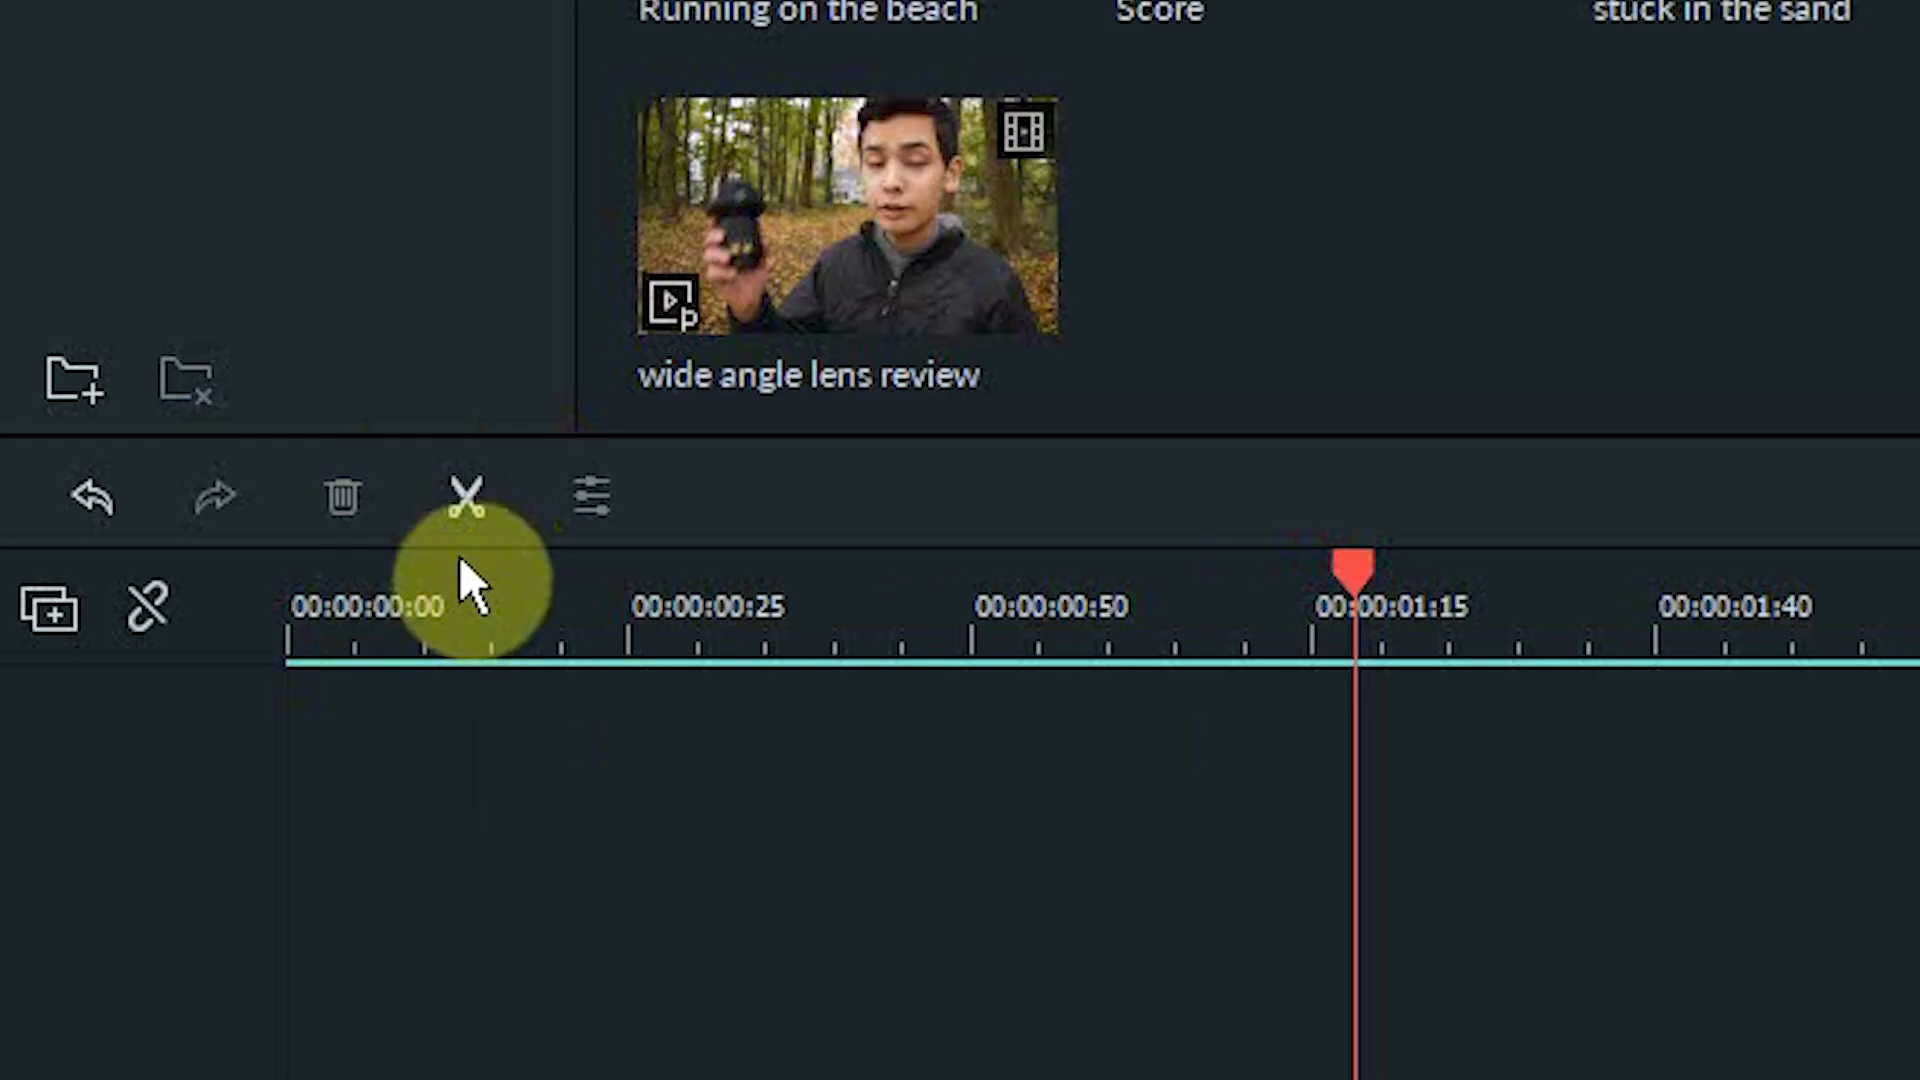 Running on the beach
Score
stuck in the sand
wide angle lens review
00:00:00:00
00:00:00:25
00:00:00:50
00:00:01:15
00:00:01:40